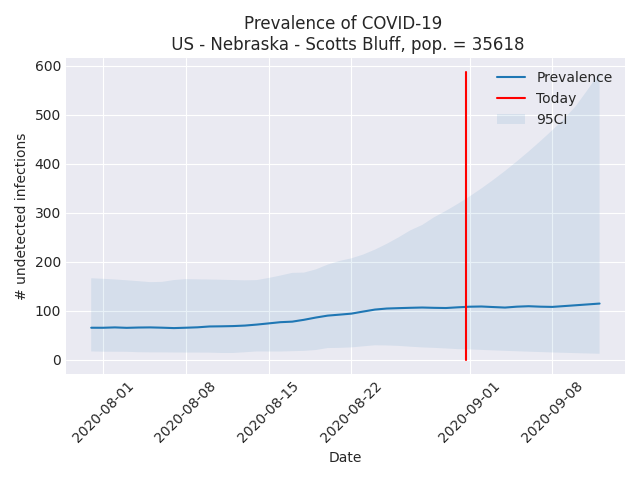 Prevalence of COVID-19
US - Nebraska - Scotts Bluff, pop. = 35618
600
500
400
300
200
100
0
# undetected infections
Prevalence
Today
95CI
2020-08-01
2020-08-08
2020-08-15
2020-08-22
2020-09-01
2020-09-08
Date